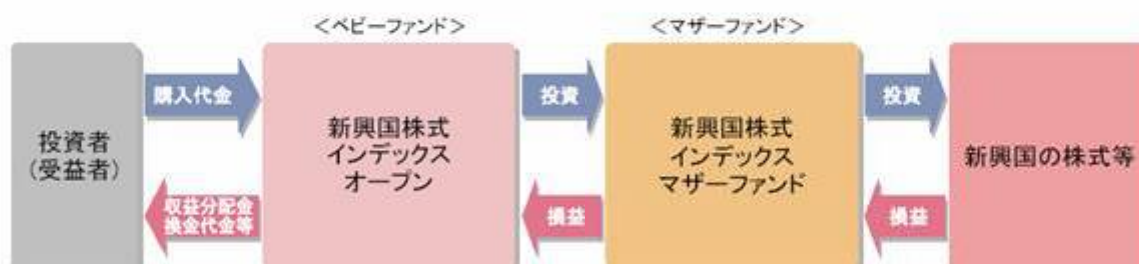 <ベビーファンド>
<マザーファンド>
投資者
(受益者)
購入代金
収益分配金
換金代金等
新興国株式
インデックス
オープン
投資
損益
新興国株式
インデックス
マザーファンド
投資
損益
新興国の株式等